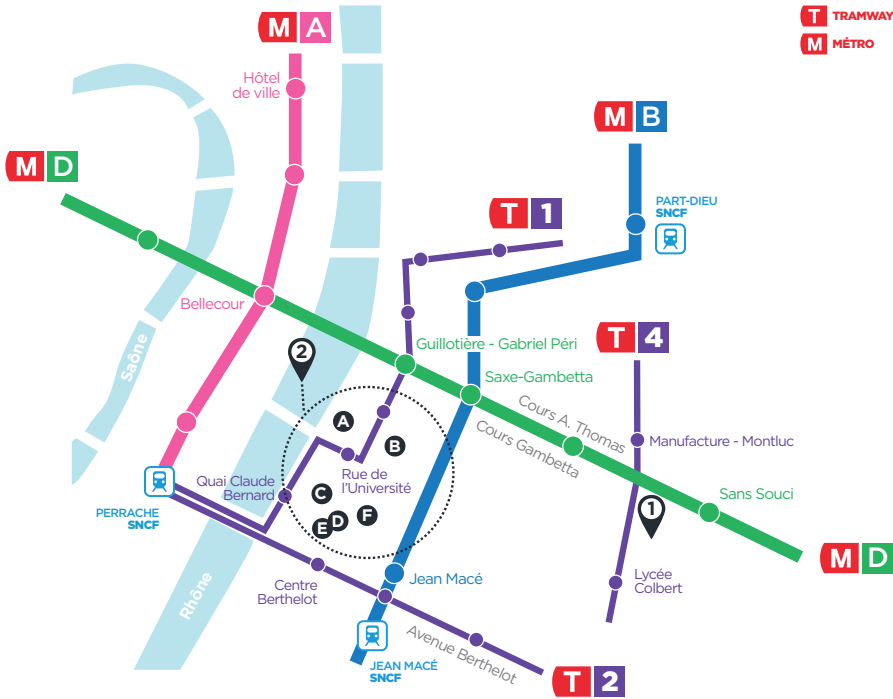 T TRAMWAY
M MÉTRO
M A
Hôtel
de ville
M B
M D
PART-DIEU
SNCF
T 1
Bellecour
Saône
Guillotière - Gabriel Péri
T 4
2
Saxe-Gambetta
Cours A. Thomas
Cours Gambetta
A
B
Manufacture - Montluc
Quai Claude
Bernard
Rue de
l'Université
C
D
E
F
Sans Souci
1
PERRACHE
SNCF
Rhône
Centre
Berthelot
Jean Macé
Lycée
Colbert
M D
Avenue Berthelot
JEAN MACÉ
SNCF
T 2